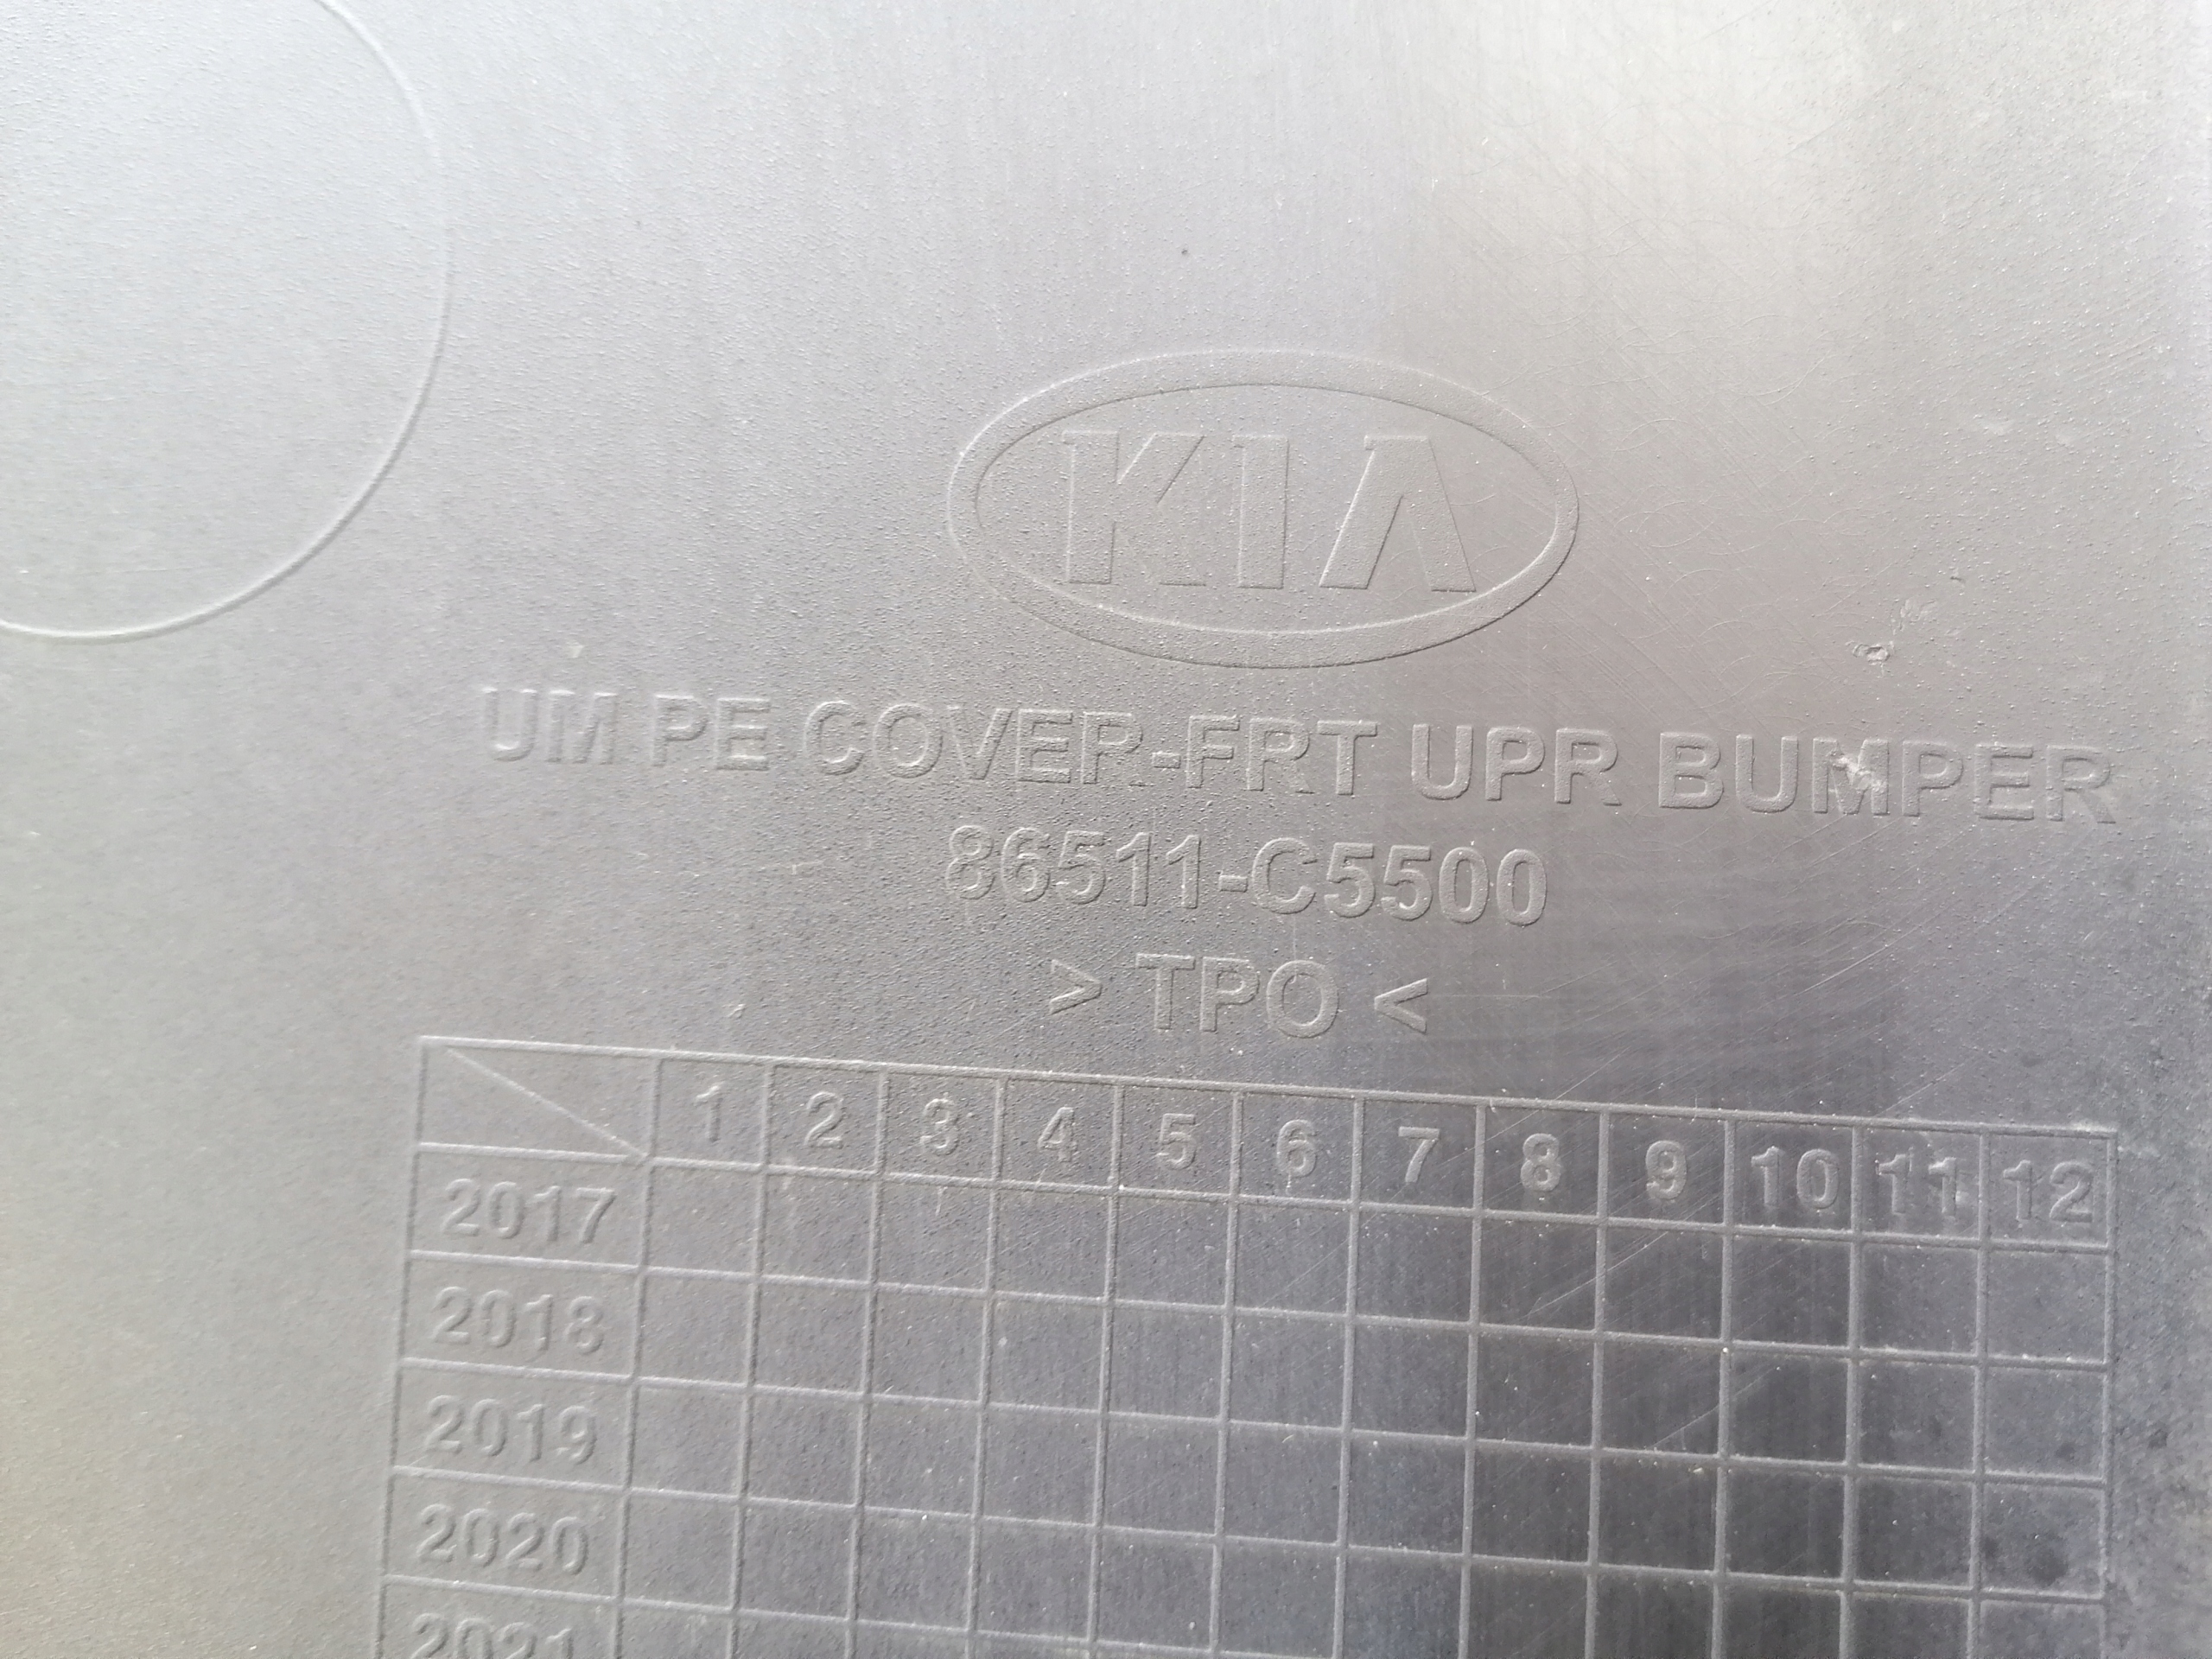 KIA
UM PE COVER-FRT UPR BUMPER
86511-C5500
> TPO <
1 2 3 4 5 6 7 8 9 10 11 12
2017
2018
2019
2020
2021